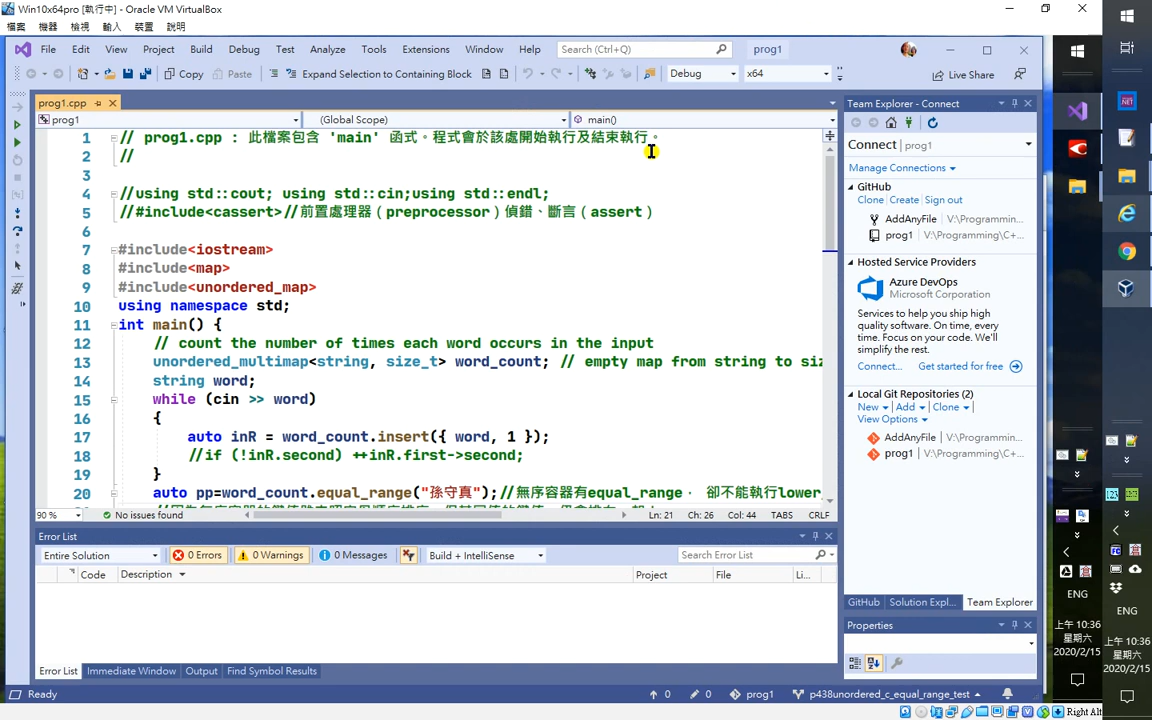 Win10x64pro [執行中] - Oracle VM VirtualBox
檔案 機器 檢視 輸入 裝置 說明
File Edit View Project Build Debug Test Analyze Tools Extensions Window Help Search (Ctrl+Q) prog1
Copy Paste Expand Selection to Containing Block Debug x64 Live Share
prog1.cpp
prog1 (Global Scope) main()
1 // prog1.cpp : 此檔案包含 'main' 函式。程式會於該處開始執行及結束執行。
2 //
3
4 //using std::cout; using std::cin;using std::endl;
5 //#include<cassert>//前置處理器（preprocessor）偵錯、斷言（assert）
6
7 #include<iostream>
8 #include<map>
9 #include<unordered_map>
10 using namespace std;
11 int main() {
12 // count the number of times each word occurs in the input
13 unordered_multimap<string, size_t> word_count; // empty map from string to siz
14 string word;
15 while (cin >> word)
16 {
17 auto inR = word_count.insert({ word, 1 });
18 //if (!inR.second) ++inR.first->second;
19 }
20 auto pp=word_count.equal_range("孫守真");//無序容器有equal_range， 卻不能執行lower
90 % No issues found Ln: 21 Ch: 26 Col: 44 TABS CRLF
Error List
Entire Solution 0 Errors 0 Warnings 0 Messages Build + IntelliSense Search Error List
Code Description Project File Li...
Error List Immediate Window Output Find Symbol Results
Ready 0 0 prog1 p438unordered_c_equal_range_test
Team Explorer - Connect
Connect | prog1
Manage Connections
GitHub
Clone Create Sign out
AddAnyFile V:\Programmin...
prog1 V:\Programming\C+...
Hosted Service Providers
Azure DevOps
Microsoft Corporation
Services to help you ship high
quality software. On time, every
time. Focus on your code. We'll
simplify the rest.
Connect... Get started for free
Local Git Repositories (2)
New Add Clone
View Options
AddAnyFile V:\Programmin...
prog1 V:\Programming\C+...
GitHub Solution Expl... Team Explorer
Properties
Right Alt
ENG
上午 10:36
星期六
2020/2/15
.NET
123
ENG
上午 10:36
星期六
2020/2/15